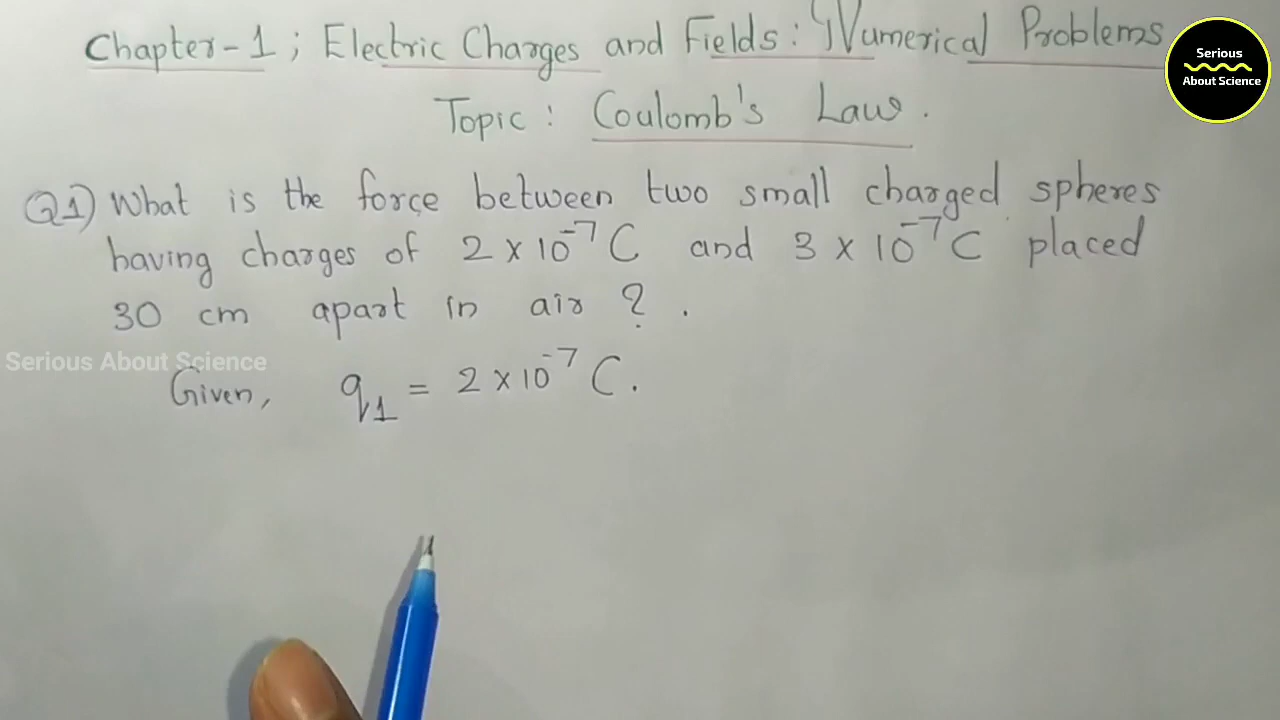 Chapter-1; Electric Charges and Fields: Numerical Problems
Serious
About Science
Topic: Coulomb's Law.
Q1) What is the force between two small charged spheres
having charges of 2 x 10⁻⁷ C and 3 x 10⁻⁷ C placed
30 cm apart in air ? .
Serious About Science
Given, q₁ = 2 x 10⁻⁷ C.